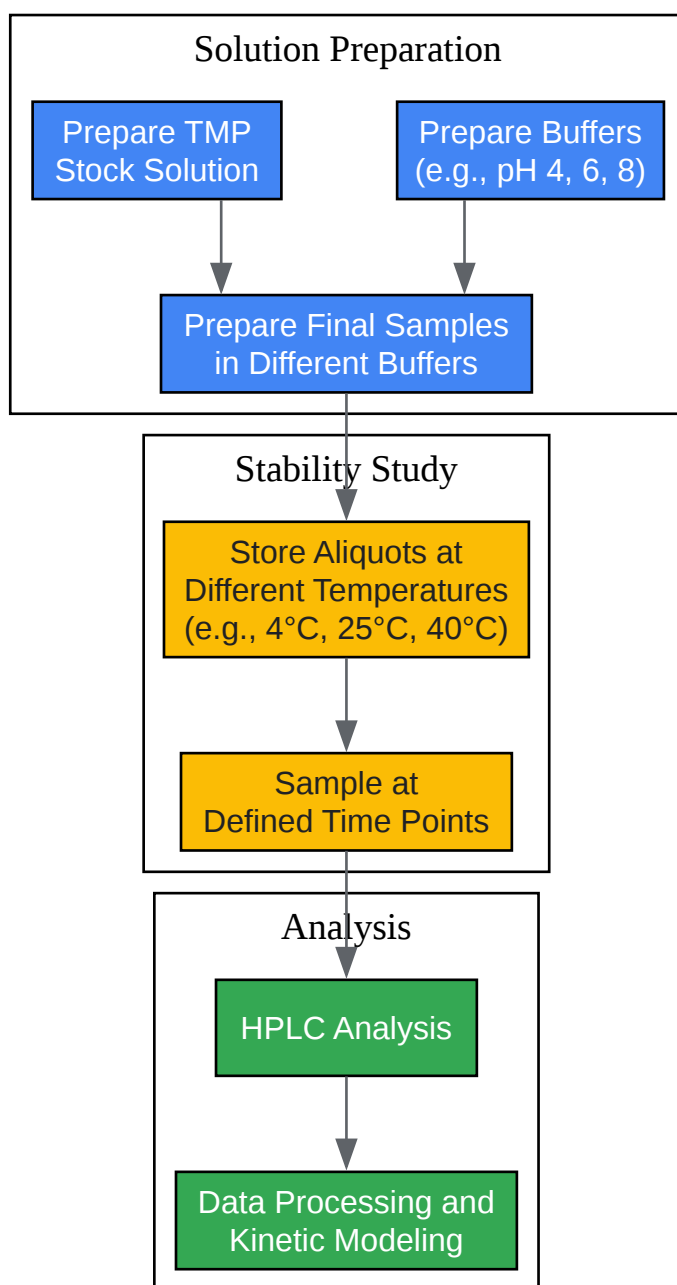 Solution Preparation
Prepare TMP
Stock Solution
Prepare Buffers
(e.g., pH 4, 6, 8)
Prepare Final Samples
in Different Buffers
Stability Study
Store Aliquots at
Different Temperatures
(e.g., 4°C, 25°C, 40°C)
Sample at
Defined Time Points
Analysis
HPLC Analysis
Data Processing and
Kinetic Modeling